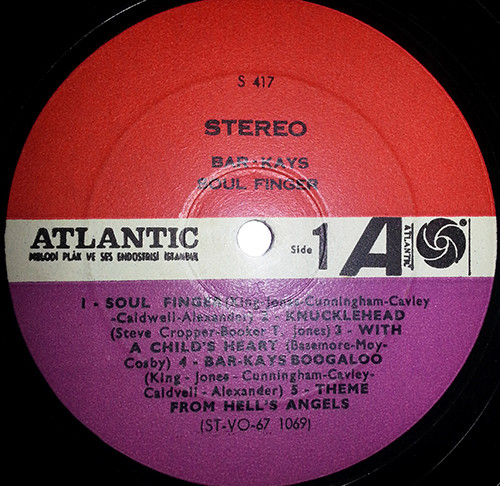 S 417
STEREO
BAR-KAYS
SOUL FINGER
ATLANTIC
MELODİ PLÂK VE SES ENDÜSTRİSİ İSTANBUL
Side 1 A ATLANTIC
1 - SOUL FINGER (King-Jones-Cunningham-Cavley
-Caldwell-Alexander) 2 - KNUCKLEHEAD
(Steve Cropper-Booker T. Jones) 3 - WITH
A CHILD'S HEART (Basemore-Moy-
Cosby) 4 - BAR-KAYS BOOGALOO
(King - Jones - Cunningham-Cavley-
Caldvell - Alexander) 5 - THEME
FROM HELL'S ANGELS
(ST-VO-67 1069)